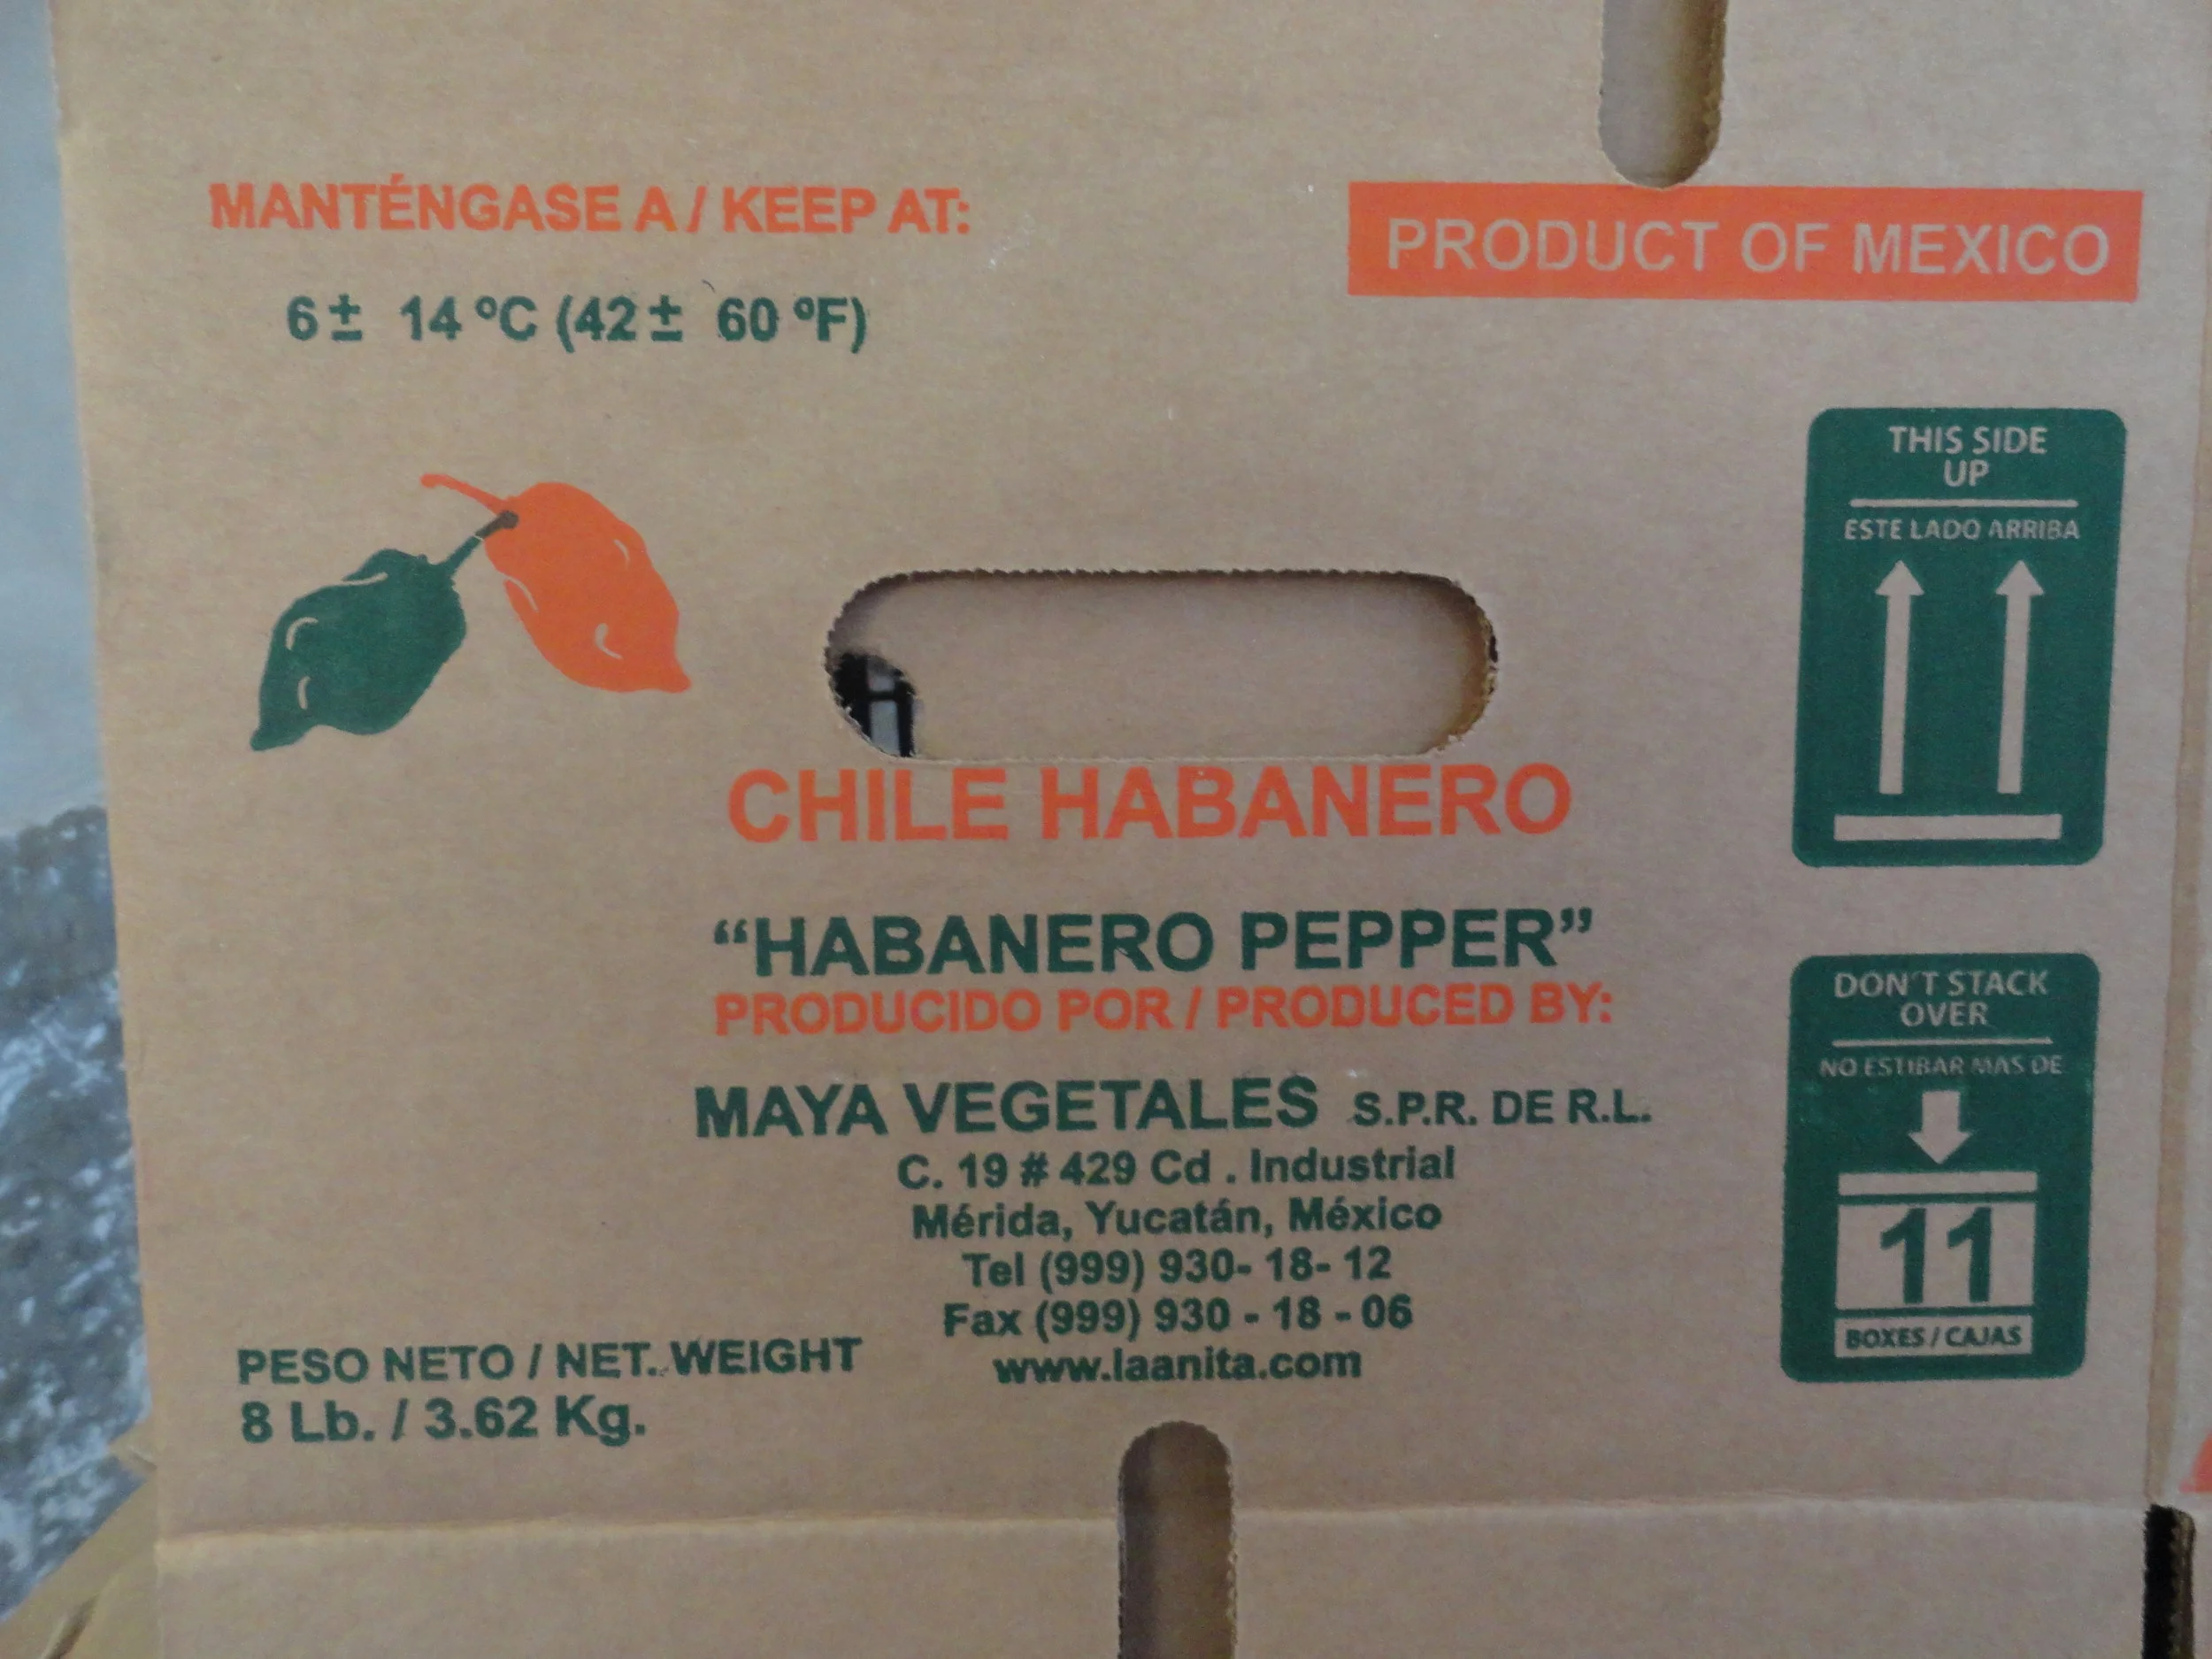 MANTÉNGASE A / KEEP AT:
6± 14 ºC (42± 60 ºF)
PRODUCT OF MEXICO
THIS SIDE
UP
ESTE LADO ARRIBA
CHILE HABANERO
“HABANERO PEPPER”
PRODUCIDO POR / PRODUCED BY:
MAYA VEGETALES S.P.R. DE R.L.
C. 19 # 429 Cd . Industrial
Mérida, Yucatán, México
Tel (999) 930- 18- 12
Fax (999) 930 - 18 - 06
www.laanita.com
PESO NETO / NET. WEIGHT
8 Lb. / 3.62 Kg.
DON'T STACK
OVER
NO ESTIBAR MAS DE
11
BOXES / CAJAS